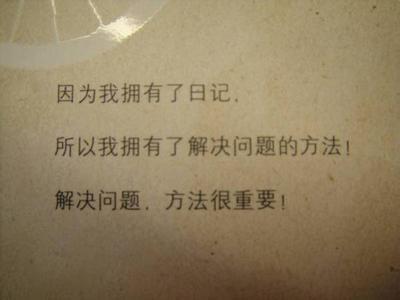 因为我拥有了日记，
所以我拥有了解决问题的方法！
解决问题，方法很重要！